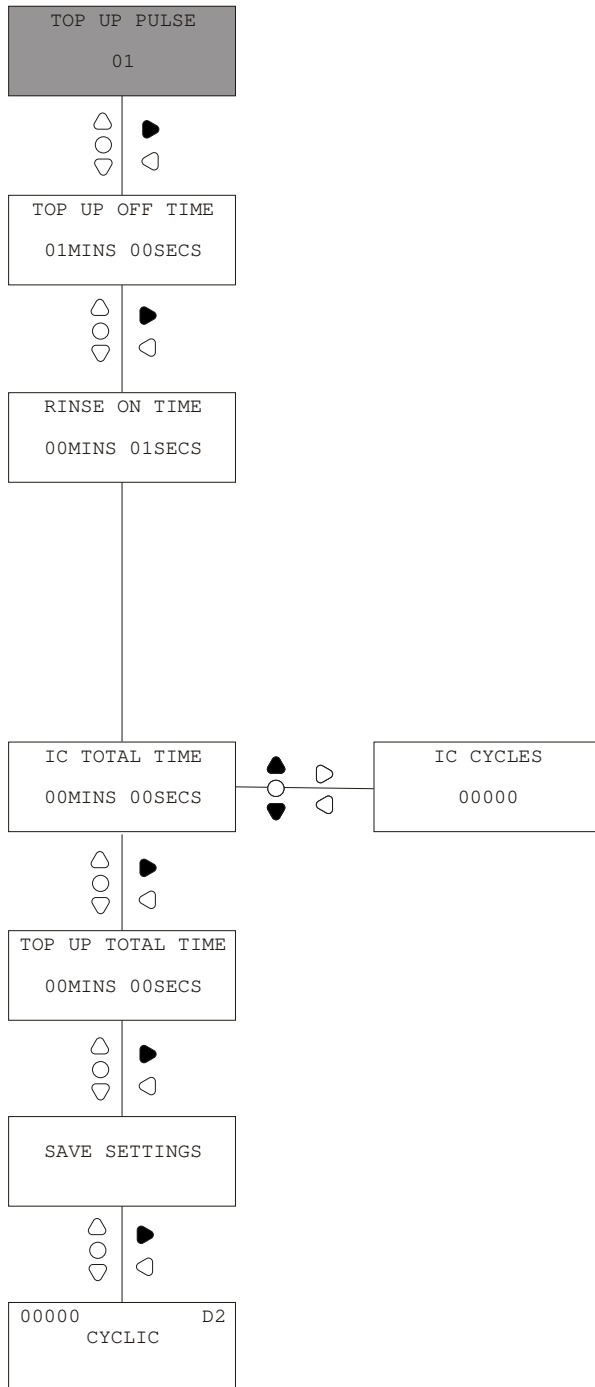 TOP UP PULSE
01
TOP UP OFF TIME
01MINS 00SECS
RINSE ON TIME
00MINS 01SECS
IC TOTAL TIME
00MINS 00SECS
IC CYCLES
00000
TOP UP TOTAL TIME
00MINS 00SECS
SAVE SETTINGS
00000 D2
CYCLIC